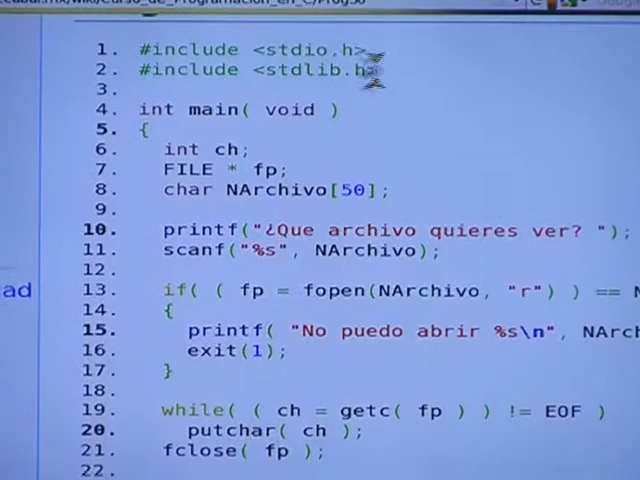 1. #include <stdio.h>
2. #include <stdlib.h>
3.
4. int main( void )
5. {
6. int ch;
7. FILE * fp;
8. char NArchivo[50];
9.
10. printf("¿Que archivo quieres ver? ");
11. scanf("%s", NArchivo);
12.
13. if( ( fp = fopen(NArchivo, "r") ) == N
14. {
15. printf( "No puedo abrir %s\n", NArc
16. exit(1);
17. }
18.
19. while( ( ch = getc( fp ) ) != EOF )
20. putchar( ch );
21. fclose( fp );
22.
ad